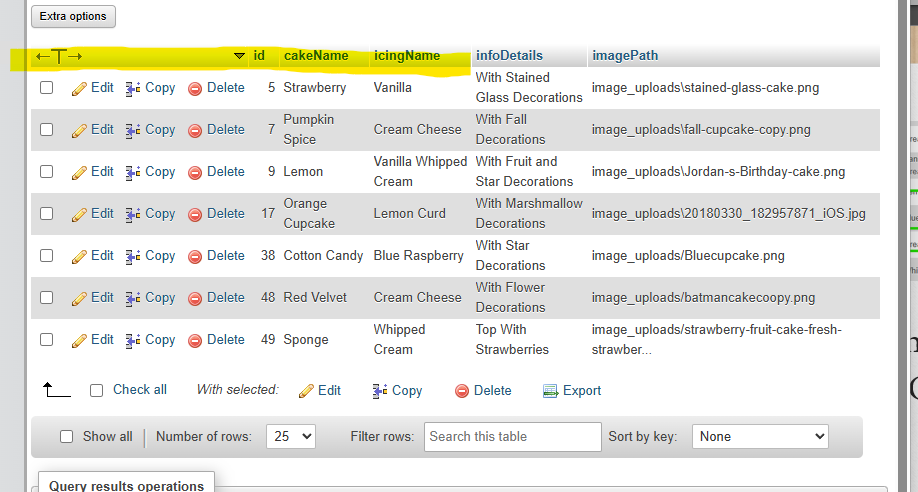 Extra options
id cakeName icingName infoDetails imagePath
Edit Copy Delete 5 Strawberry Vanilla With Stained Glass Decorations image_uploads\stained-glass-cake.png
Edit Copy Delete 7 Pumpkin Spice Cream Cheese With Fall Decorations image_uploads\fall-cupcake-copy.png
Edit Copy Delete 9 Lemon Vanilla Whipped Cream With Fruit and Star Decorations image_uploads\Jordan-s-Birthday-cake.png
Edit Copy Delete 17 Orange Cupcake Lemon Curd With Marshmallow Decorations image_uploads\20180330_182957871_iOS.jpg
Edit Copy Delete 38 Cotton Candy Blue Raspberry With Star Decorations image_uploads/Bluecupcake.png
Edit Copy Delete 48 Red Velvet Cream Cheese With Flower Decorations image_uploads/batmancakecoopy.png
Edit Copy Delete 49 Sponge Whipped Cream Top With Strawberries image_uploads/strawberry-fruit-cake-fresh-strawber...
Check all With selected: Edit Copy Delete Export
Show all Number of rows: 25 Filter rows: Search this table Sort by key: None
Query results operations